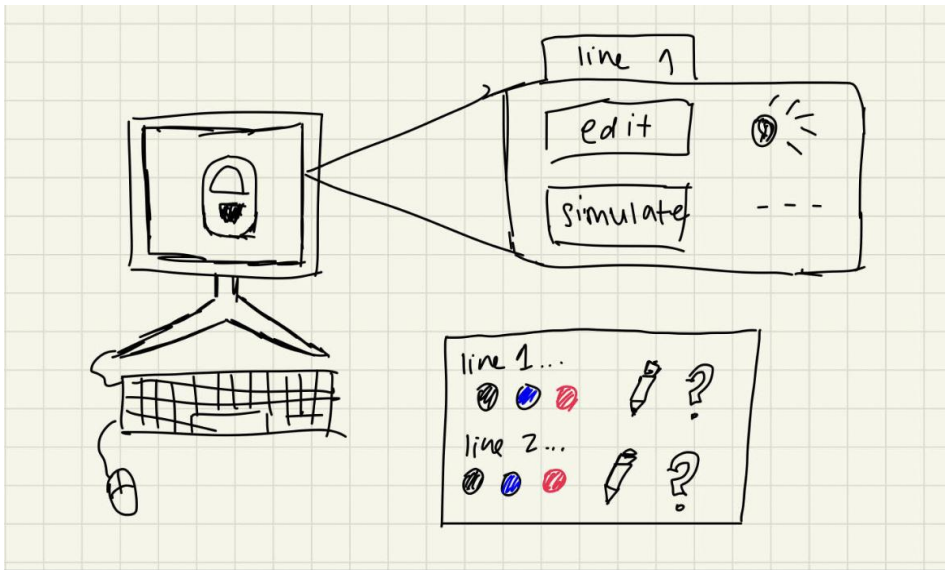 line 1
edit
simulate
---
line 1...
?
line 2...
?